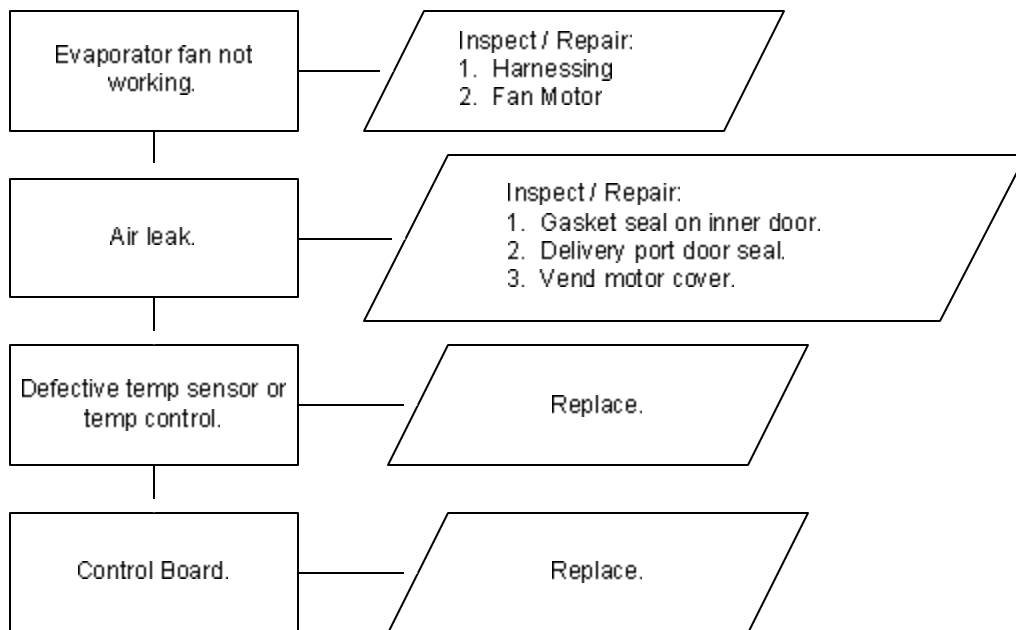 Evaporator fan not
working.
Inspect / Repair:
1. Harnessing
2. Fan Motor
Air leak.
Inspect / Repair:
1. Gasket seal on inner door.
2. Delivery port door seal.
3. Vend motor cover.
Defective temp sensor or
temp control.
Replace.
Control Board.
Replace.